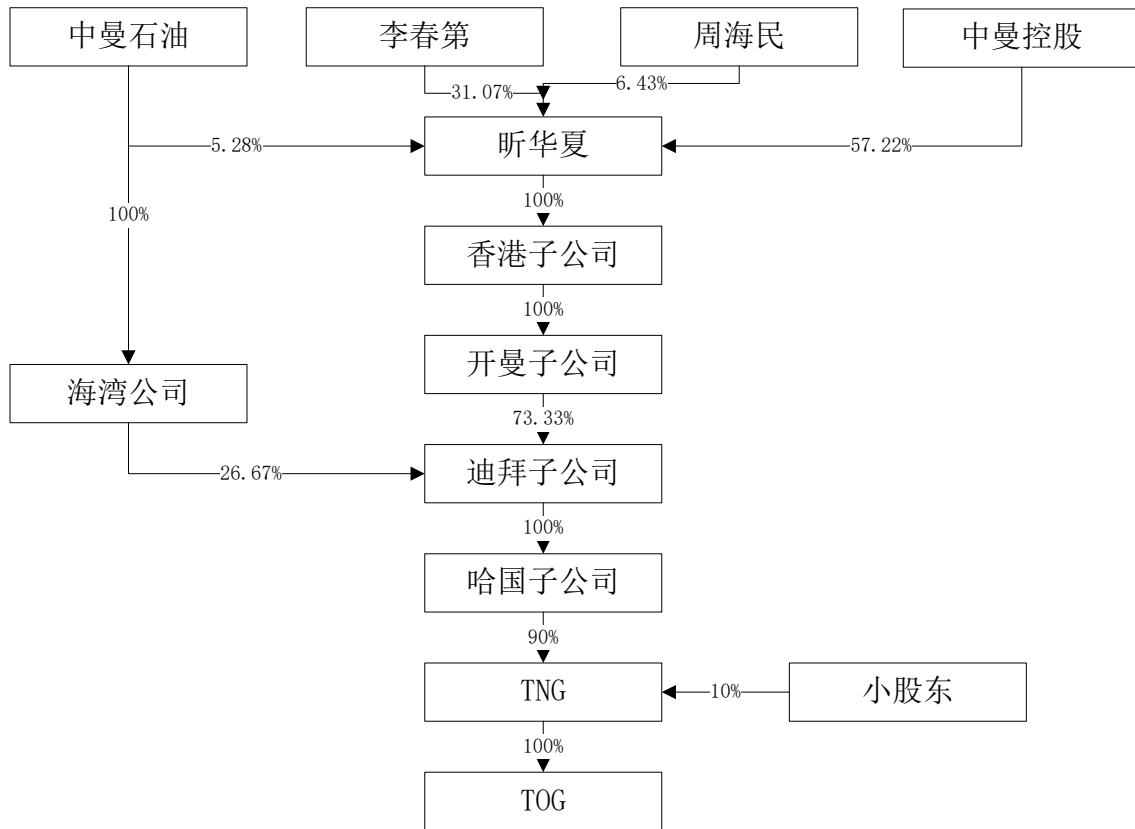 中曼石油
李春第
周海民
中曼控股
31.07%
6.43%
昕华夏
5.28%
57.22%
100%
100%
香港子公司
100%
开曼子公司
海湾公司
73.33%
迪拜子公司
26.67%
100%
哈国子公司
90%
TNG
10%
小股东
100%
TOG